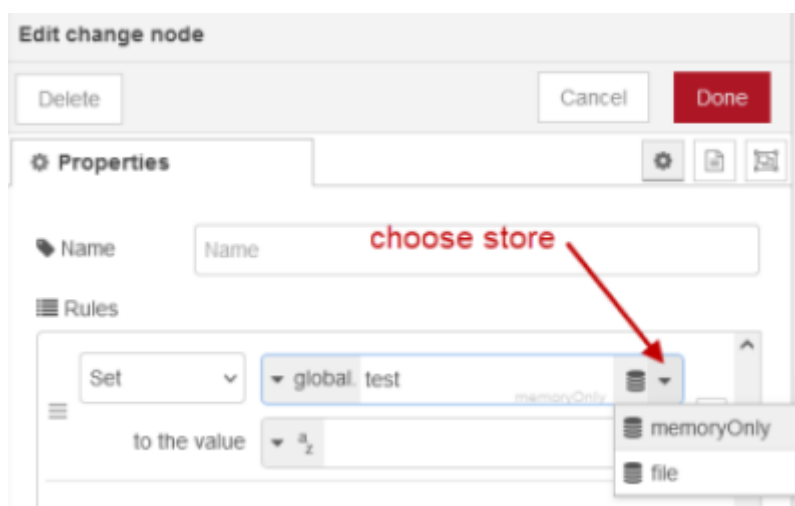 Edit change node
Delete Cancel Done
Properties
Name Name choose store
Rules
Set global. test memoryOnly
to the value a z memoryOnly
file